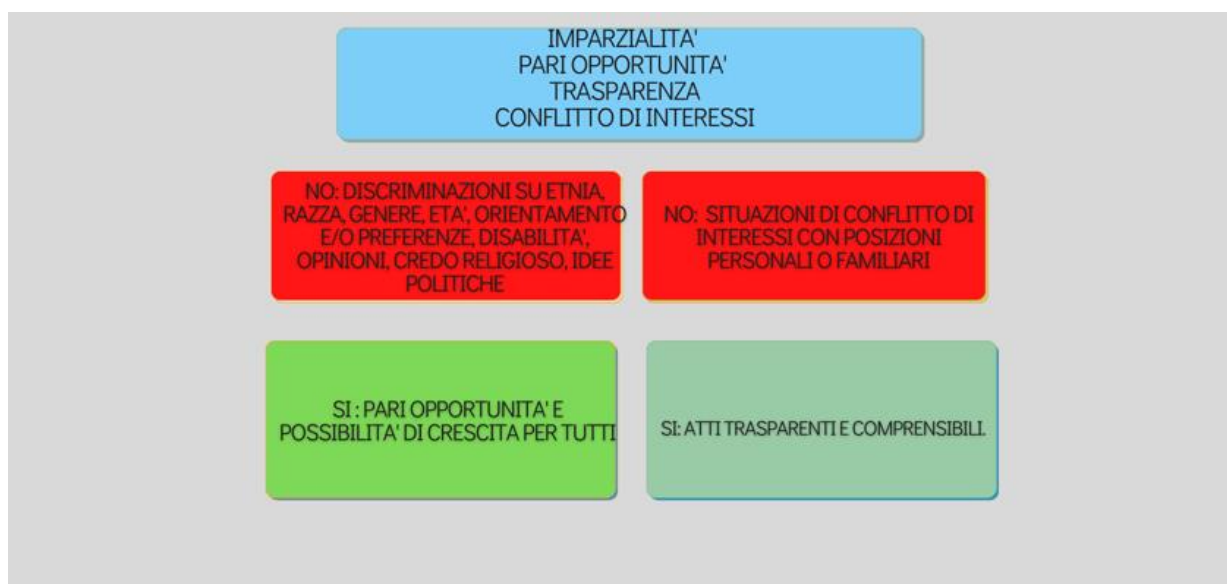 IMPARZIALITA'
PARI OPPORTUNITA'
TRASPARENZA
CONFLITTO DI INTERESSI
NO: DISCRIMINAZIONI SU ETNIA,
RAZZA, GENERE, ETA', ORIENTAMENTO
E/O PREFERENZE, DISABILITA',
OPINIONI, CREDO RELIGIOSO, IDEE
POLITICHE
NO: SITUAZIONI DI CONFLITTO DI
INTERESSI CON POSIZIONI
PERSONALI O FAMILIARI
SI : PARI OPPORTUNITA' E
POSSIBILITA' DI CRESCITA PER TUTTI
SI: ATTI TRASPARENTI E COMPRENSIBILI.